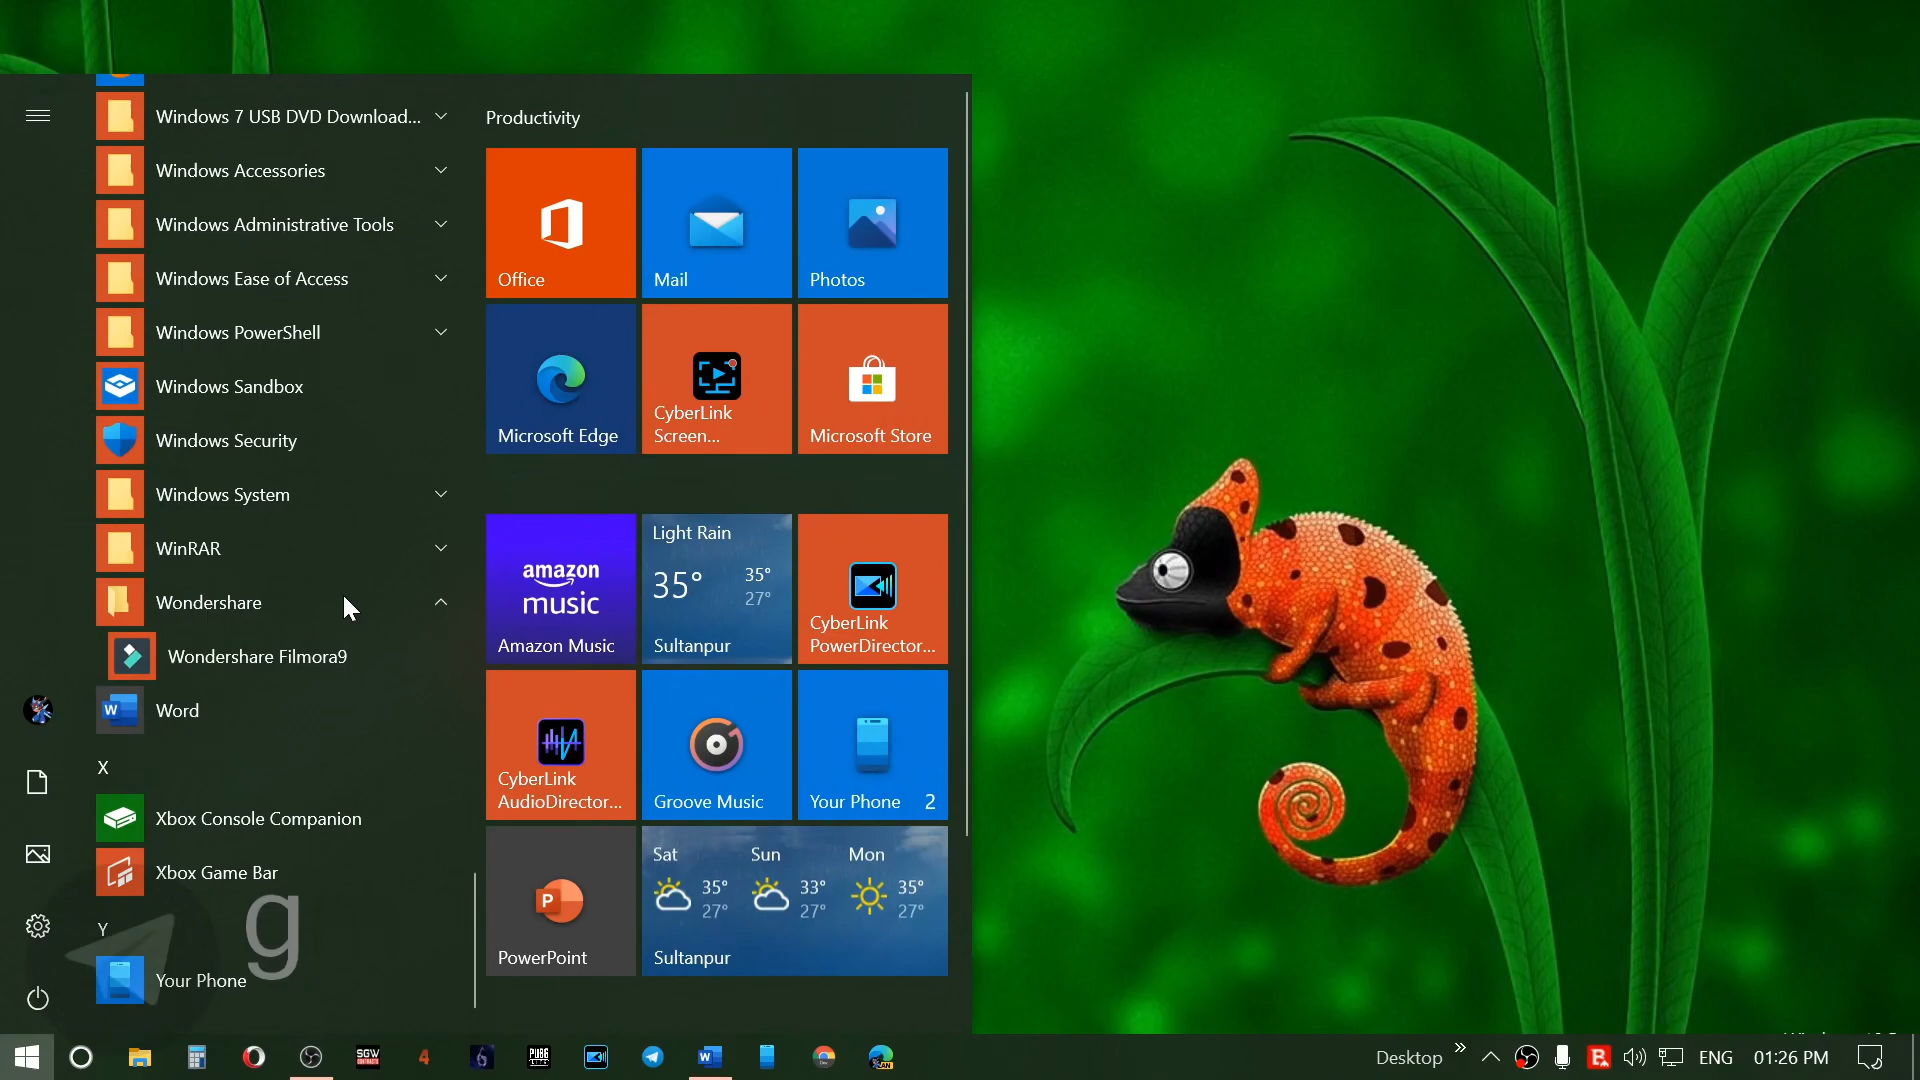 Windows 7 USB DVD Download...
Windows Accessories
Windows Administrative Tools
Windows Ease of Access
Windows PowerShell
Windows Sandbox
Windows Security
Windows System
WinRAR
Wondershare
Wondershare Filmora9
Word
X
Xbox Console Companion
Xbox Game Bar
Y
Your Phone
g
Productivity
Office
Mail
Photos
Microsoft Edge
CyberLink
Screen...
Microsoft Store
amazon
music
Amazon Music
Light Rain
35°
35°
27°
Sultanpur
CyberLink
PowerDirector...
CyberLink
AudioDirector...
Groove Music
Your Phone 2
P
PowerPoint
Sat Sun Mon
35° 33° 35°
27° 27° 27°
Sultanpur
SGW
4
PUBG
W
Desktop
ENG
01:26 PM